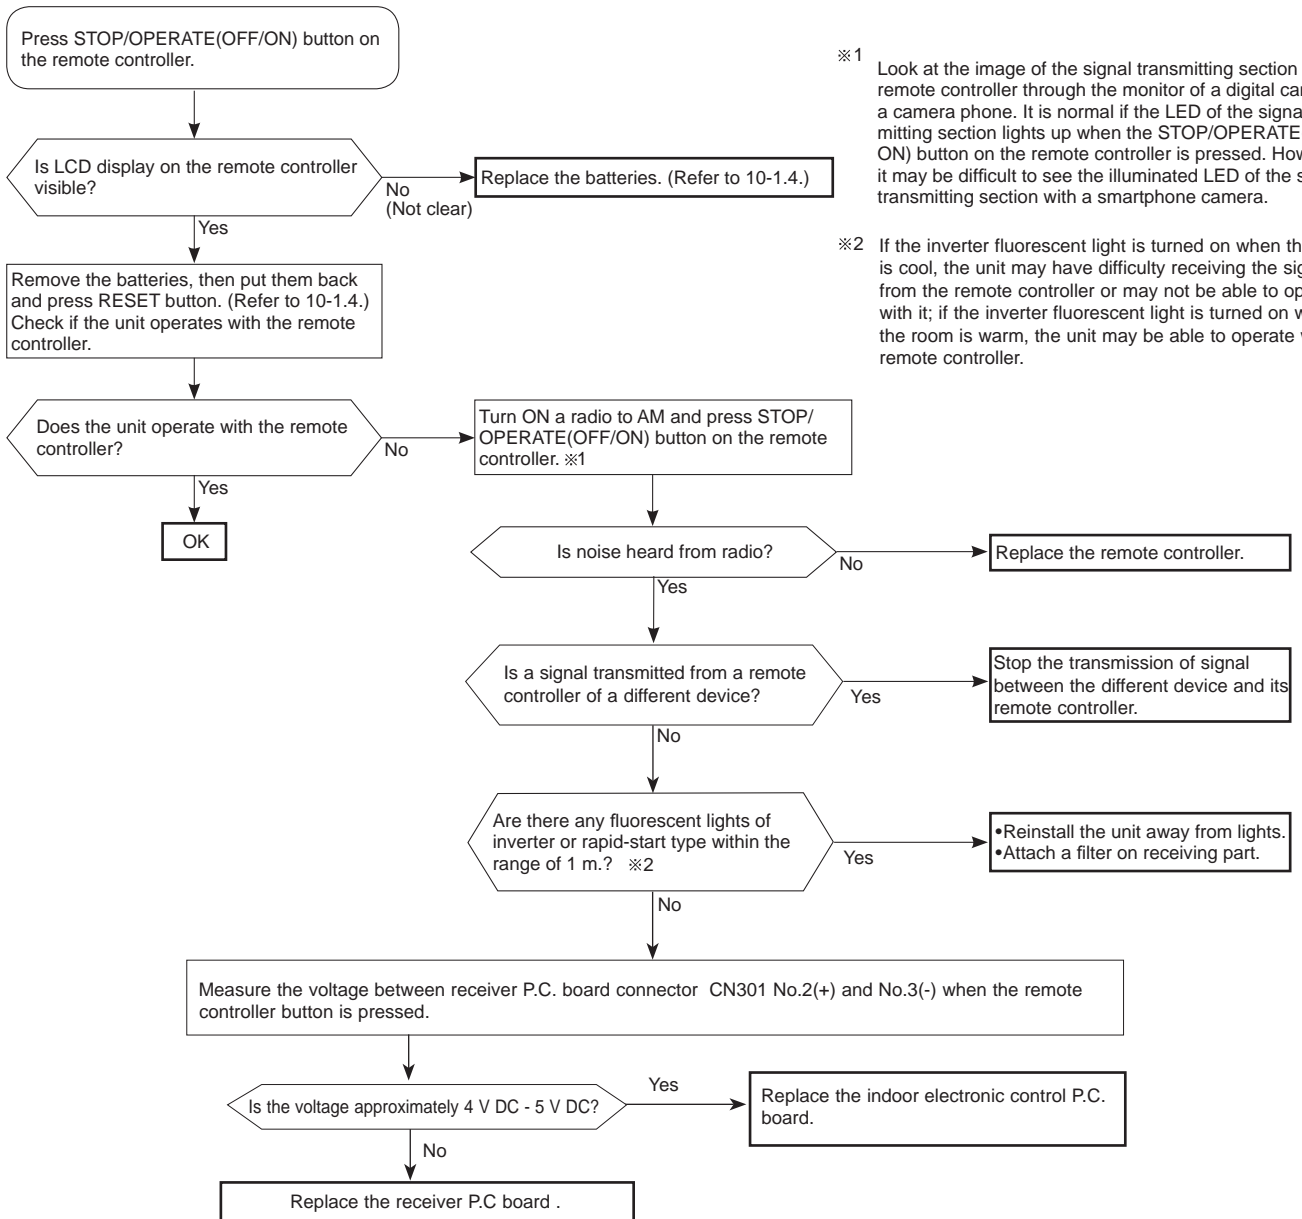 Press STOP/OPERATE(OFF/ON) button on
the remote controller.
Is LCD display on the remote controller
visible?
No
(Not clear)
Replace the batteries. (Refer to 10-1.4.)
Yes
Remove the batteries, then put them back
and press RESET button. (Refer to 10-1.4.)
Check if the unit operates with the remote
controller.
Does the unit operate with the remote
controller?
No
Yes
OK
Turn ON a radio to AM and press STOP/
OPERATE(OFF/ON) button on the remote
controller. ※1
Is noise heard from radio?
No
Replace the remote controller.
Yes
Is a signal transmitted from a remote
controller of a different device?
Yes
Stop the transmission of signal
between the different device and its
remote controller.
No
Are there any fluorescent lights of
inverter or rapid-start type within the
range of 1 m.? ※2
Yes
•Reinstall the unit away from lights.
•Attach a filter on receiving part.
No
Measure the voltage between receiver P.C. board connector CN301 No.2(+) and No.3(-) when the remote
controller button is pressed.
Is the voltage approximately 4 V DC - 5 V DC?
Yes
Replace the indoor electronic control P.C.
board.
No
Replace the receiver P.C board .
※1
Look at the image of the signal transmitting section
remote controller through the monitor of a digital
a camera phone. It is normal if the LED of the
mitting section lights up when the STOP/OPERATE
ON) button on the remote controller is pressed.
it may be difficult to see the illuminated LED of the
transmitting section with a smartphone camera.
※2 If the inverter fluorescent light is turned on when
is cool, the unit may have difficulty receiving the
from the remote controller or may not be able to
with it; if the inverter fluorescent light is turned on
the room is warm, the unit may be able to operate
remote controller.